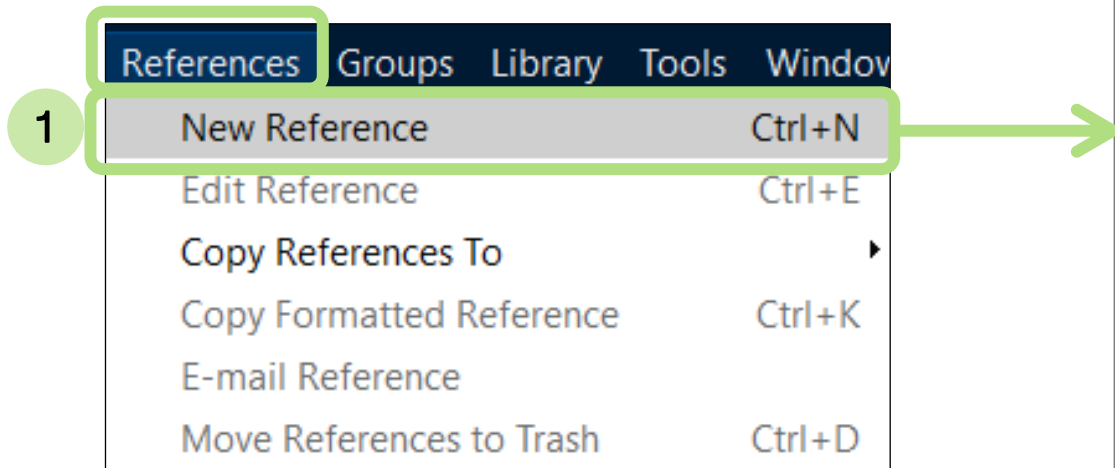 References Groups Library Tools Window
1 New Reference Ctrl+N
Edit Reference Ctrl+E
Copy References To
Copy Formatted Reference Ctrl+K
E-mail Reference
Move References to Trash Ctrl+D